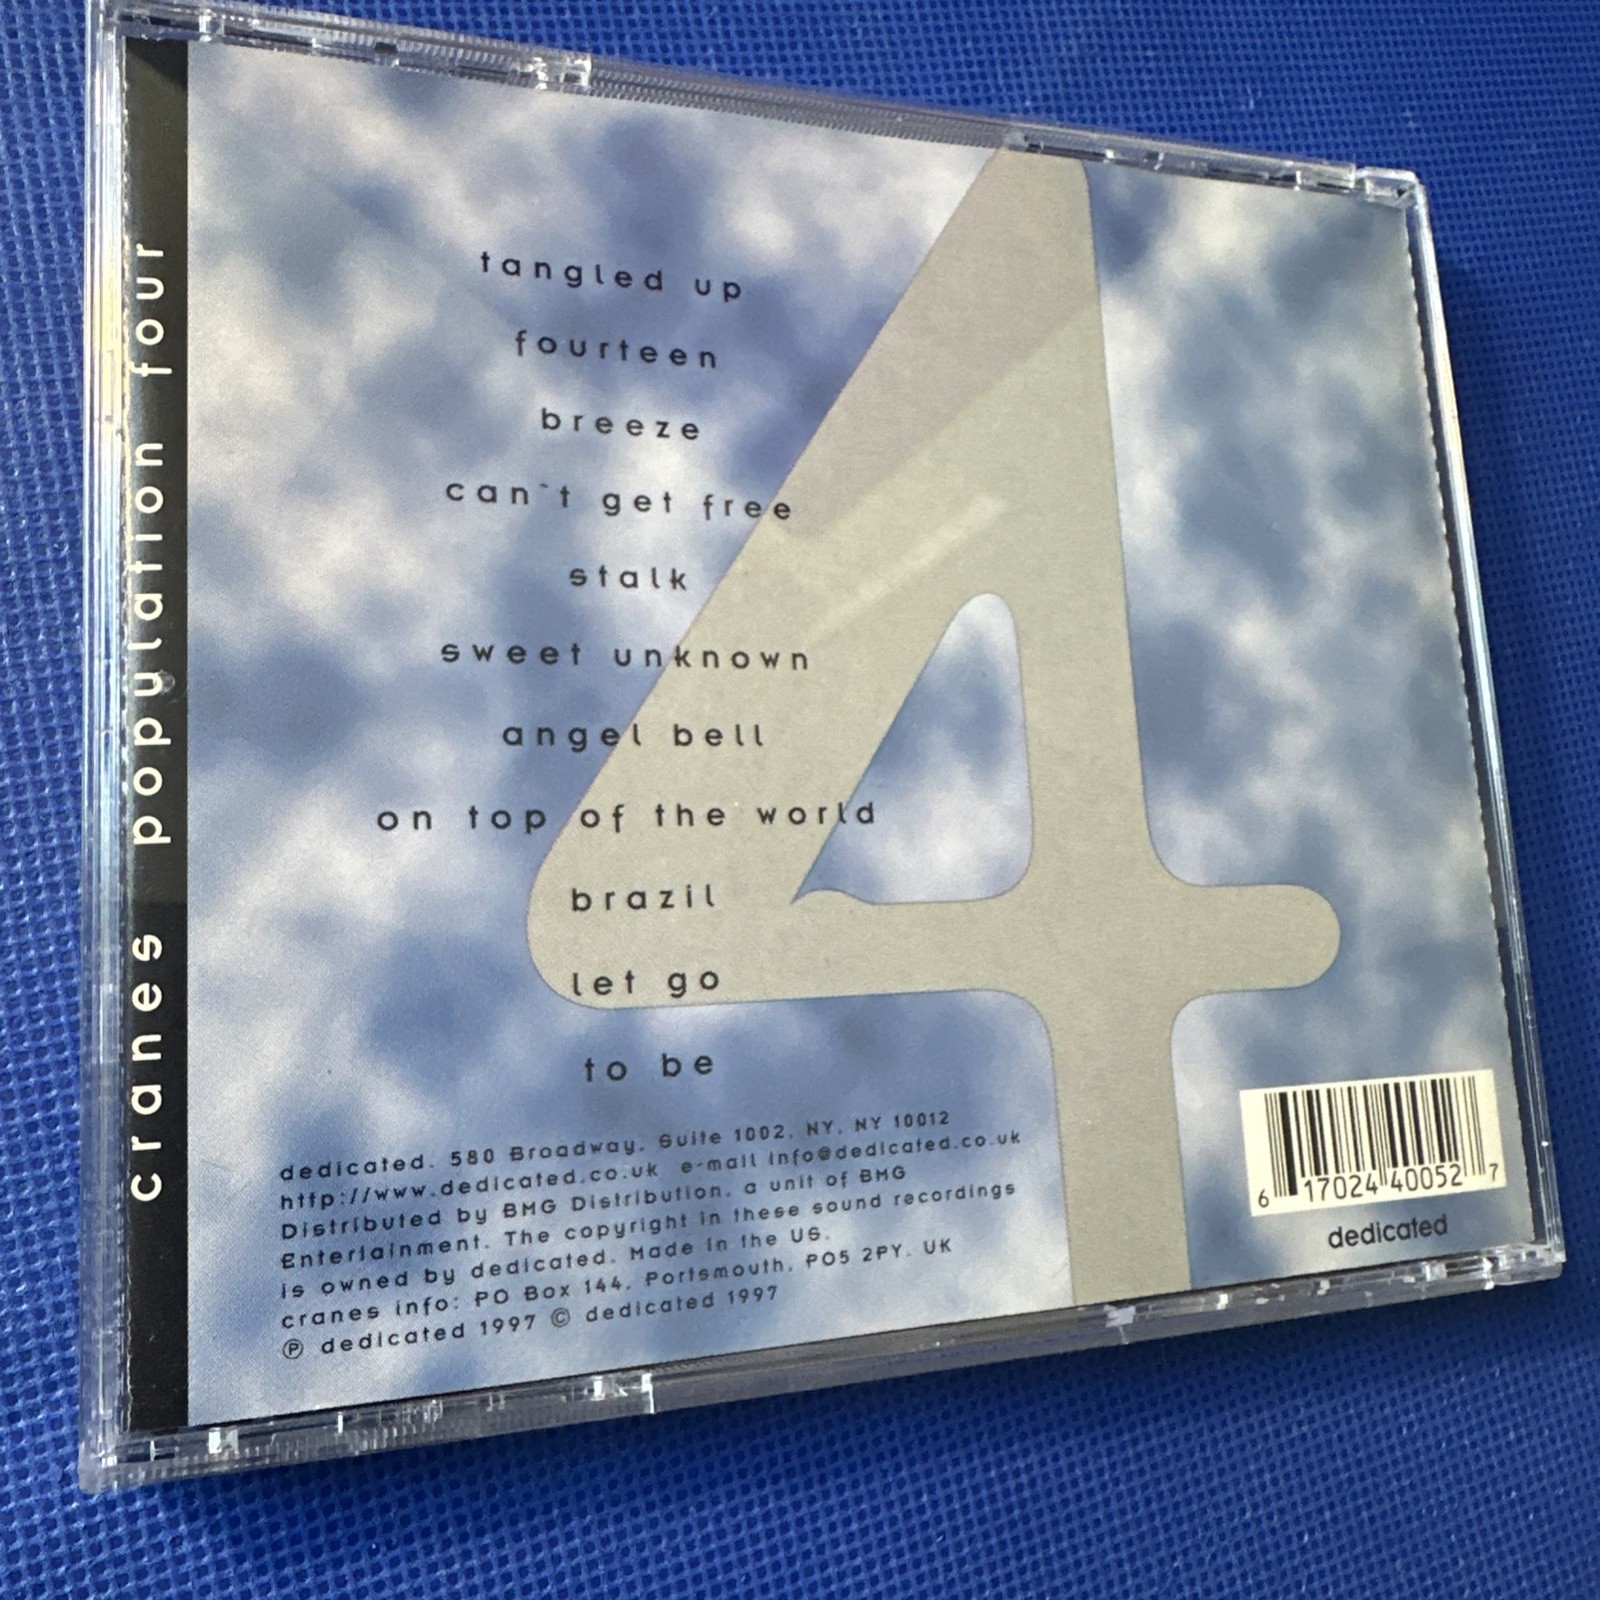 cranes population four
tangled up
fourteen
breeze
can't get free
stalk
sweet unknown
angel bell
on top of the world
brazil
let go
to be
dedicated. 580 Broadway. Suite 1002, NY, NY 10012
http://www.dedicated.co.uk e-mail info@dedicated.co.uk
Distributed by BMG Distribution, a unit of BMG
Entertainment. The copyright in these sound recordings
is owned by dedicated. Made in the US.
cranes info: PO Box 144, Portsmouth, PO5 2PY. UK
℗ dedicated 1997 © dedicated 1997
4
6 17024 40052 7
dedicated